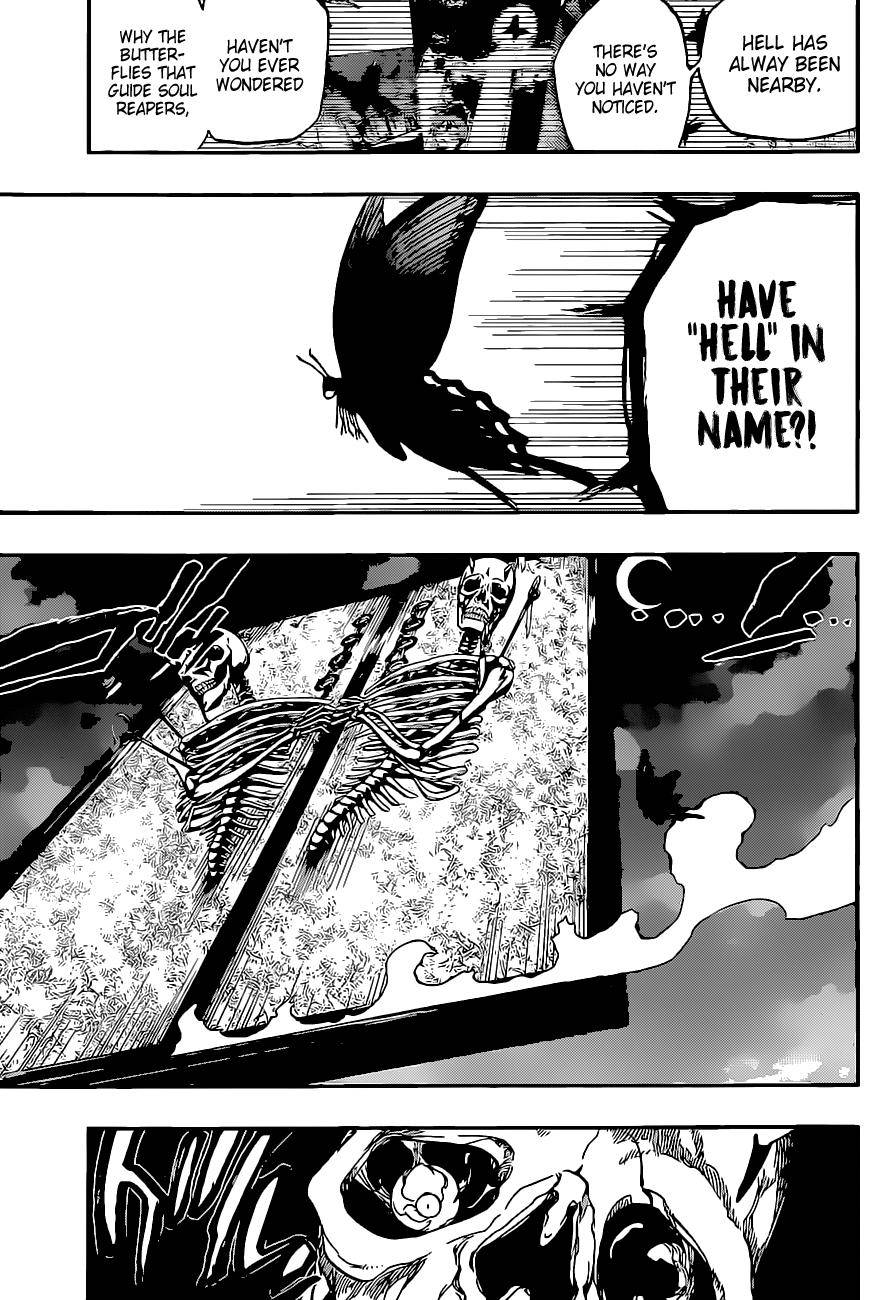 HELL HAS
ALWAY BEEN
NEARBY.
THERE'S
NO WAY
YOU HAVEN'T
NOTICED.
HAVEN'T
YOU EVER
WONDERED
WHY THE
BUTTER-
FLIES THAT
GUIDE SOUL
REAPERS,
HAVE
"HELL" IN
THEIR
NAME?!